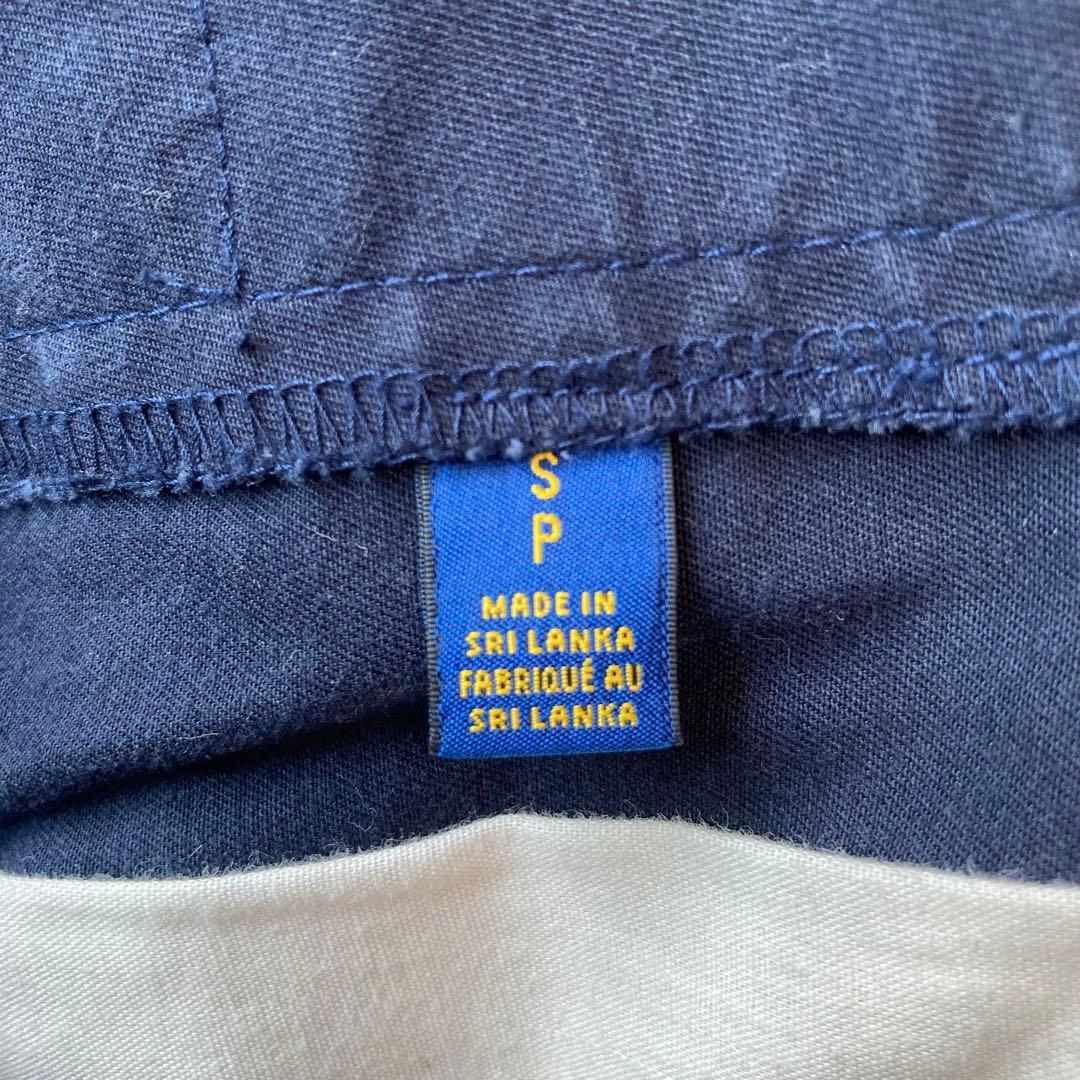 S
P
MADE IN
SRI LANKA
FABRIQUÉ AU
SRI LANKA